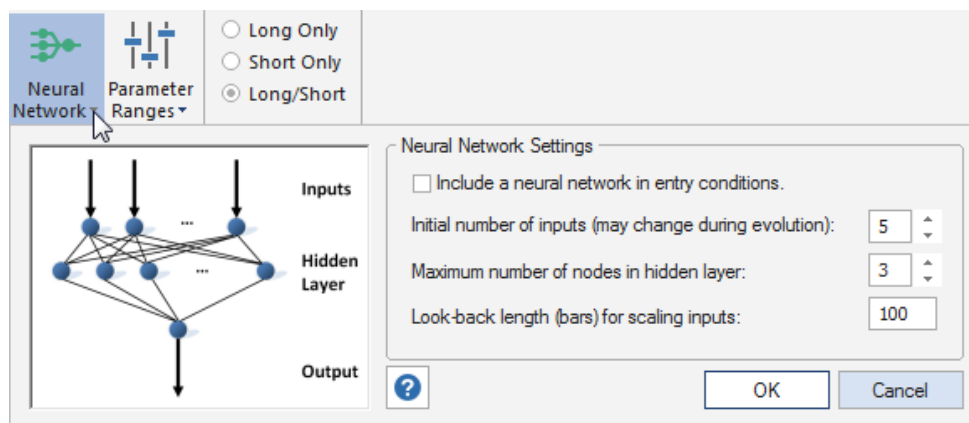 Neural
Network
Parameter
Ranges
Long Only
Short Only
Long/Short
Inputs
...
Hidden
Layer
...
Output
Neural Network Settings
Include a neural network in entry conditions.
Initial number of inputs (may change during evolution): 5
Maximum number of nodes in hidden layer: 3
Look-back length (bars) for scaling inputs: 100
?
OK
Cancel